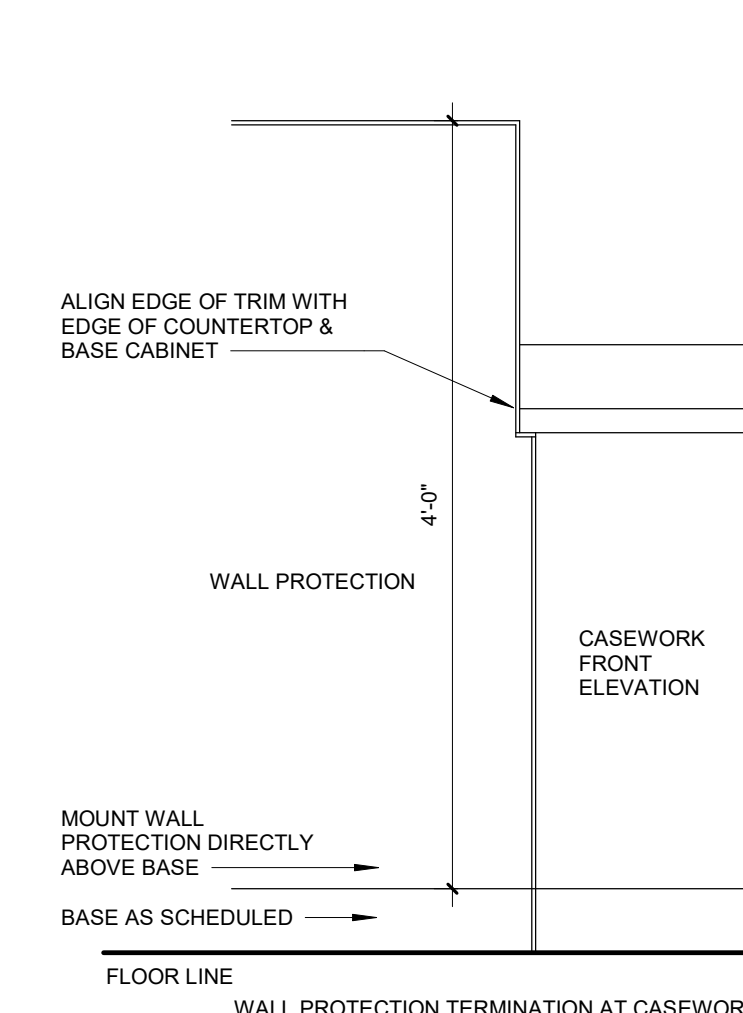 ALIGN EDGE OF TRIM WITH
EDGE OF COUNTERTOP &
BASE CABINET
4'-0"
WALL PROTECTION
CASEWORK
FRONT
ELEVATION
MOUNT WALL
PROTECTION DIRECTLY
ABOVE BASE
BASE AS SCHEDULED
FLOOR LINE
WALL PROTECTION TERMINATION AT CASEWOR